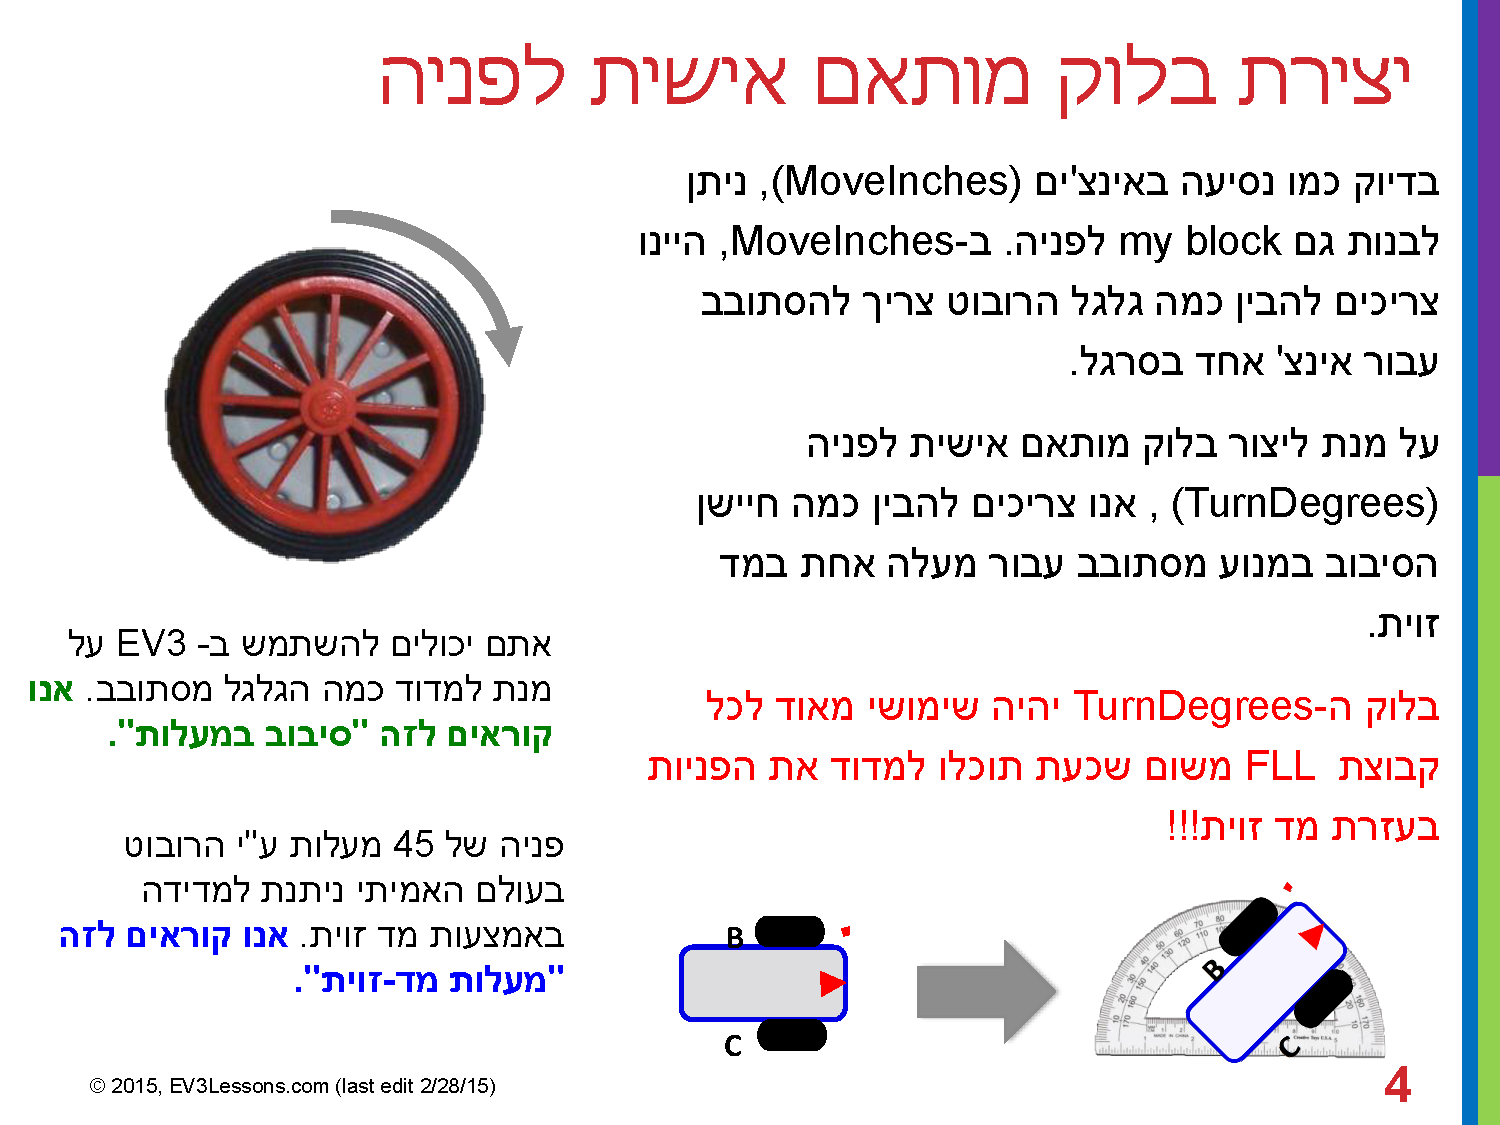 יצירת בלוק מותאם אישית לפניה
בדיוק כמו נסיעה באינצ'ים (MoveInches), ניתן
לבנות גם my block לפניה. ב-MoveInches, היינו
צריכים להבין כמה גלגל הרובוט צריך להסתובב
עבור אינצ' אחד בסרגל.
על מנת ליצור בלוק מותאם אישית לפניה
(TurnDegrees) , אנו צריכים להבין כמה חיישן
הסיבוב במנוע מסתובב עבור מעלה אחת במד
זוית.
בלוק ה-TurnDegrees יהיה שימושי מאוד לכל
קבוצת FLL משום שכעת תוכלו למדוד את הפניות
בעזרת מד זוית!!!
אתם יכולים להשתמש ב- EV3 על
מנת למדוד כמה הגלגל מסתובב. אנו
קוראים לזה "סיבוב במעלות".
פניה של 45 מעלות ע"י הרובוט
בעולם האמיתי ניתנת למדידה
באמצעות מד זוית. אנו קוראים לזה
"מעלות מד-זוית".
B
C
B
C
© 2015, EV3Lessons.com (last edit 2/28/15)
4